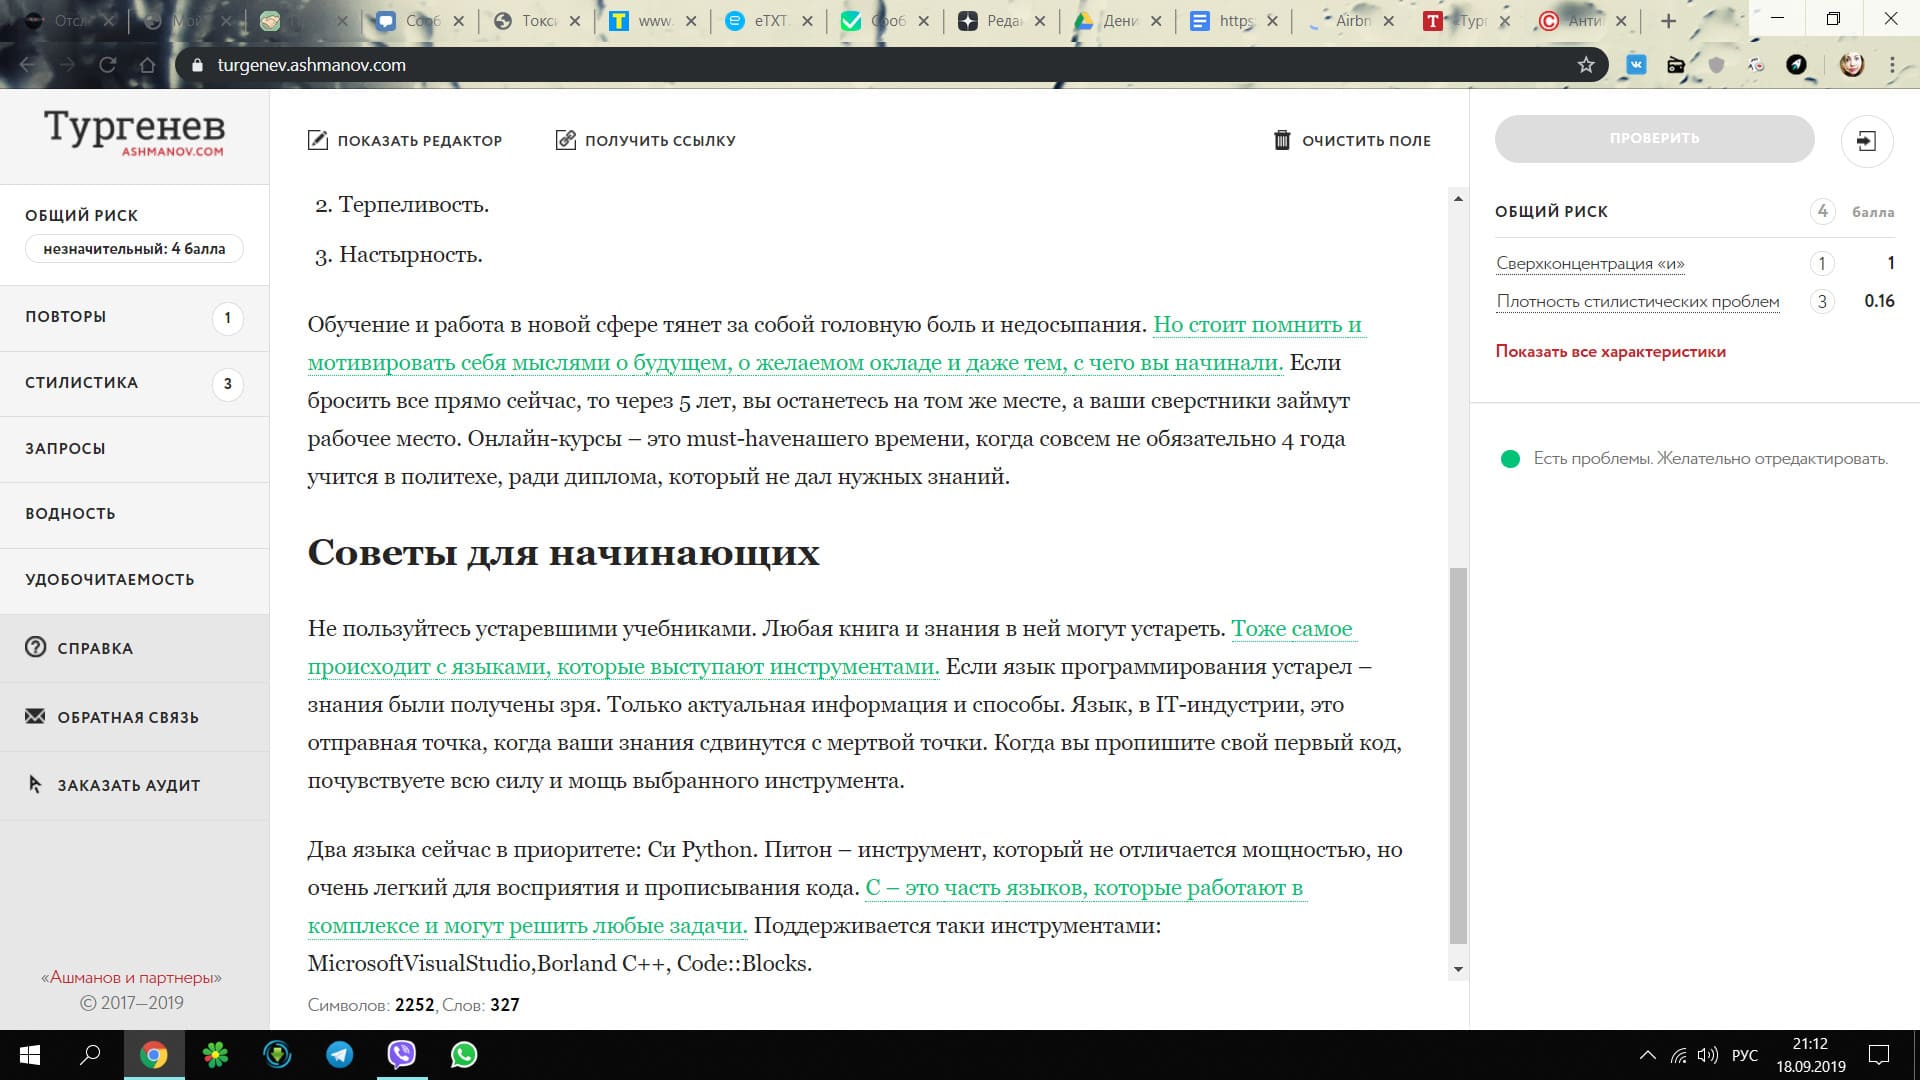 Отсл
Мой
Сооб
Токси
www.
eTXT.
Сооб
Редак
Дени
https
Airbn
«Тург
Анти
turgenev.ashmanov.com
Тургенев
ASHMANOV.COM
ОБЩИЙ РИСК
незначительный: 4 балла
ПОВТОРЫ 1
СТИЛИСТИКА 3
ЗАПРОСЫ
ВОДНОСТЬ
УДОБОЧИТАЕМОСТЬ
СПРАВКА
ОБРАТНАЯ СВЯЗЬ
ЗАКАЗАТЬ АУДИТ
«Ашманов и партнеры»
© 2017—2019
ПОКАЗАТЬ РЕДАКТОР
ПОЛУЧИТЬ ССЫЛКУ
ОЧИСТИТЬ ПОЛЕ
2. Терпеливость.
3. Настырность.
Обучение и работа в новой сфере тянет за собой головную боль и недосыпания. Но стоит помнить и
мотивировать себя мыслями о будущем, о желаемом окладе и даже тем, с чего вы начинали. Если
бросить все прямо сейчас, то через 5 лет, вы останетесь на том же месте, а ваши сверстники займут
рабочее место. Онлайн-курсы – это must-haveнашего времени, когда совсем не обязательно 4 года
учится в политехе, ради диплома, который не дал нужных знаний.
Советы для начинающих
Не пользуйтесь устаревшими учебниками. Любая книга и знания в ней могут устареть. Тоже самое
происходит с языками, которые выступают инструментами. Если язык программирования устарел –
знания были получены зря. Только актуальная информация и способы. Язык, в IT-индустрии, это
отправная точка, когда ваши знания сдвинутся с мертвой точки. Когда вы пропишите свой первый код,
почувствуете всю силу и мощь выбранного инструмента.
Два языка сейчас в приоритете: Си Python. Питон – инструмент, который не отличается мощностью, но
очень легкий для восприятия и прописывания кода. С – это часть языков, которые работают в
комплексе и могут решить любые задачи. Поддерживается таки инструментами:
MicrosoftVisualStudio,Borland C++, Code::Blocks.
Символов: 2252, Слов: 327
ПРОВЕРИТЬ
ОБЩИЙ РИСК 4 балла
Сверхконцентрация «и» 1 1
Плотность стилистических проблем 3 0.16
Показать все характеристики
Есть проблемы. Желательно отредактировать.
РУС
21:12
18.09.2019